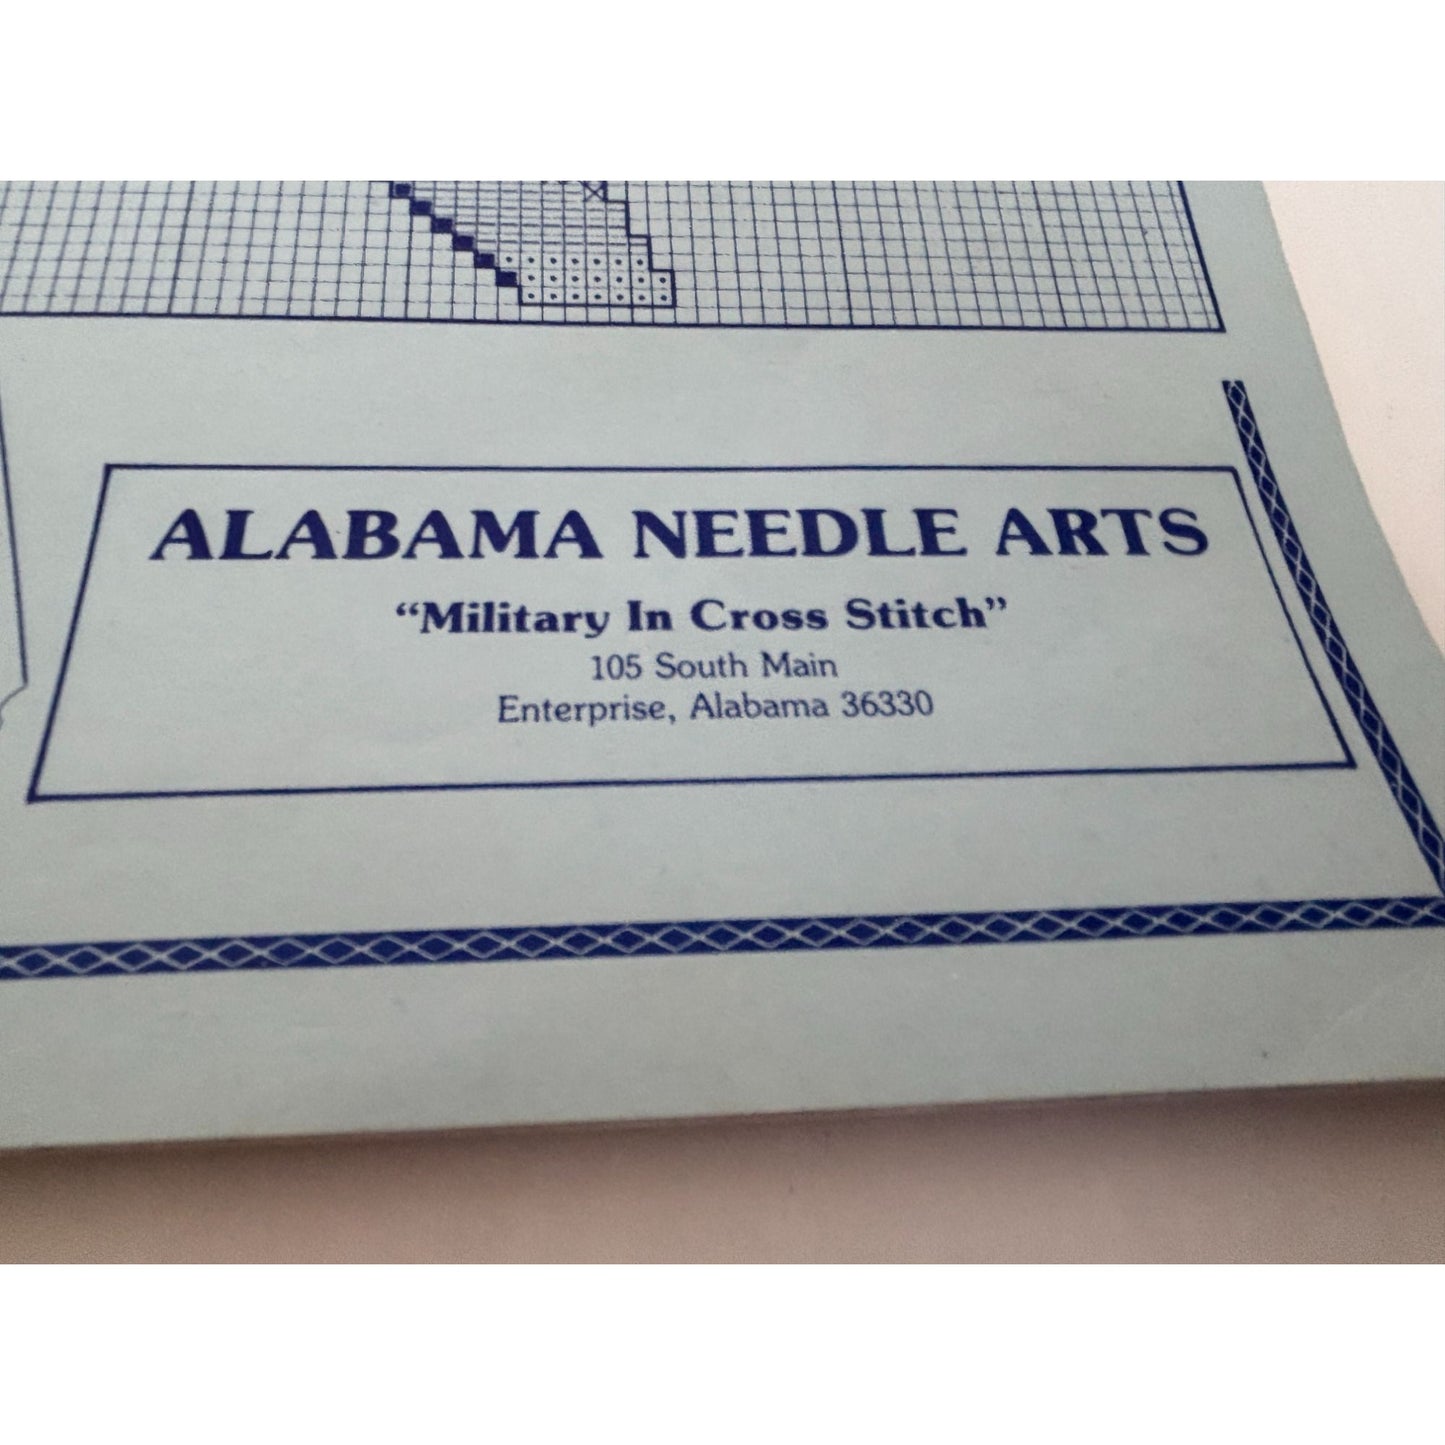 ALABAMA NEEDLE ARTS
“Military In Cross Stitch”
105 South Main
Enterprise, Alabama 36330